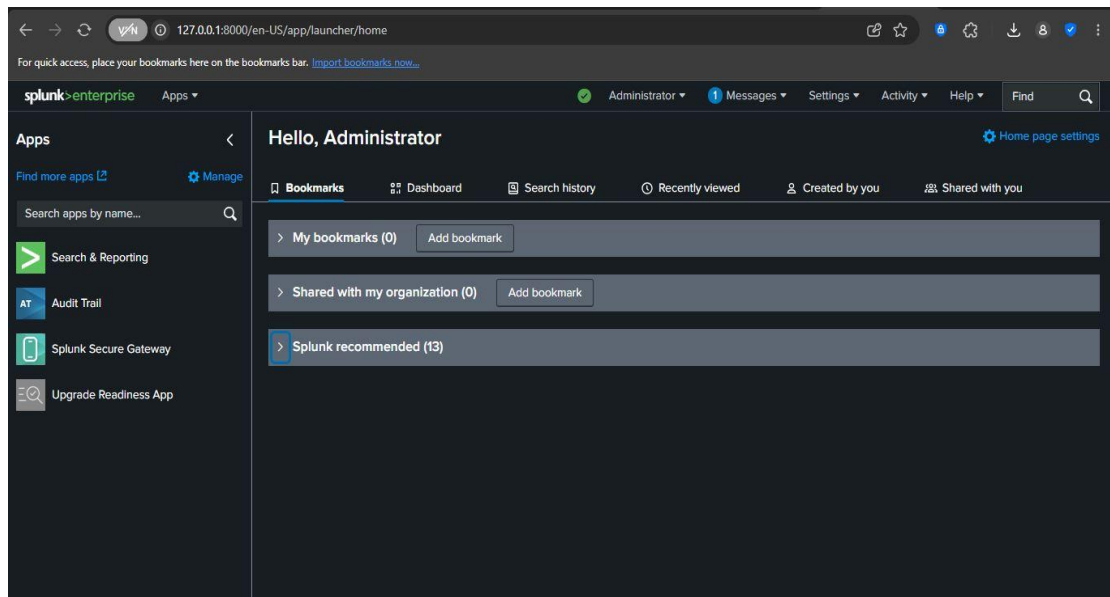 V/N 127.0.0.1:8000/en-US/app/launcher/home
For quick access, place your bookmarks here on the bookmarks bar. Import bookmarks now...
splunk>enterprise Apps Administrator 1 Messages Settings Activity Help Find
Apps
Hello, Administrator
Home page settings
Find more apps Manage
Bookmarks Dashboard Search history Recently viewed Created by you Shared with you
Search apps by name...
My bookmarks (0) Add bookmark
Search & Reporting
Shared with my organization (0) Add bookmark
AT Audit Trail
Splunk recommended (13)
Splunk Secure Gateway
Upgrade Readiness App